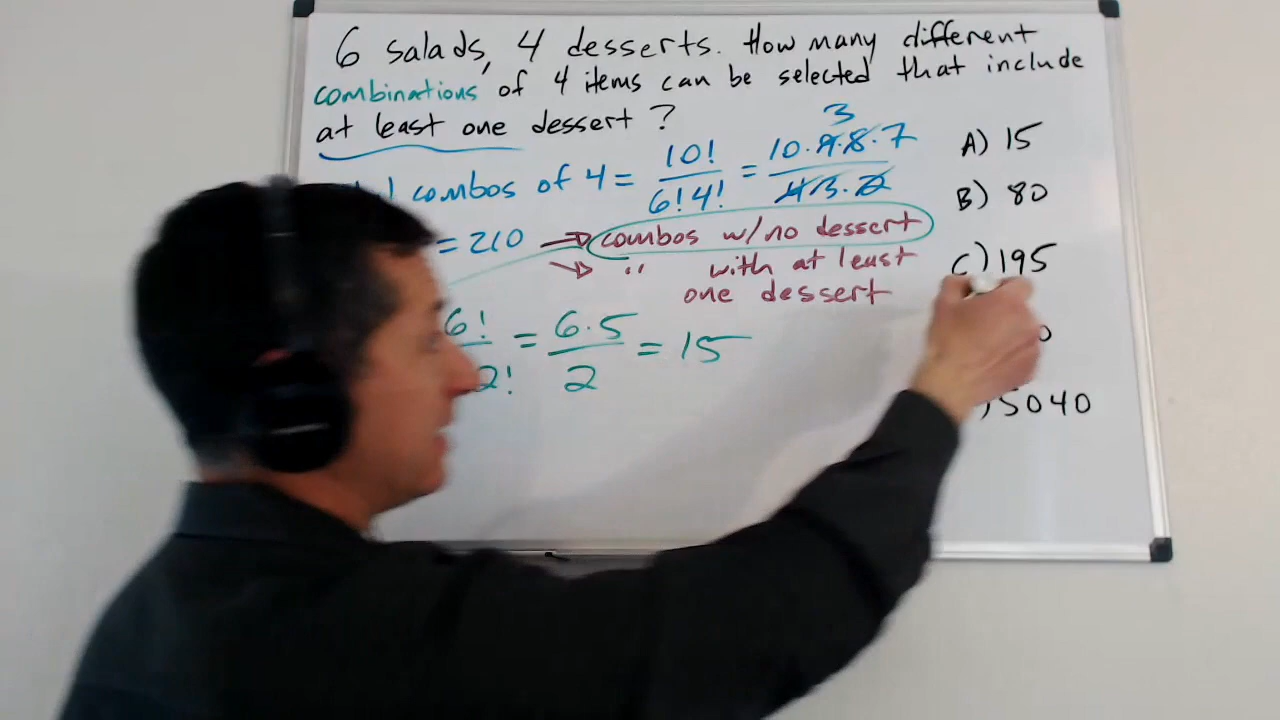 6 salads, 4 desserts. How many different
combinations of 4 items can be selected that include
at least one dessert?
combos of 4 = 10! / 6!4! = 10·9·8·7 / 4·3·2
3
= 210 → combos w/no dessert
→ " with at least
one dessert
6! / 2! = 6·5 / 2 = 15
A) 15
B) 80
C) 195
0
) 5040